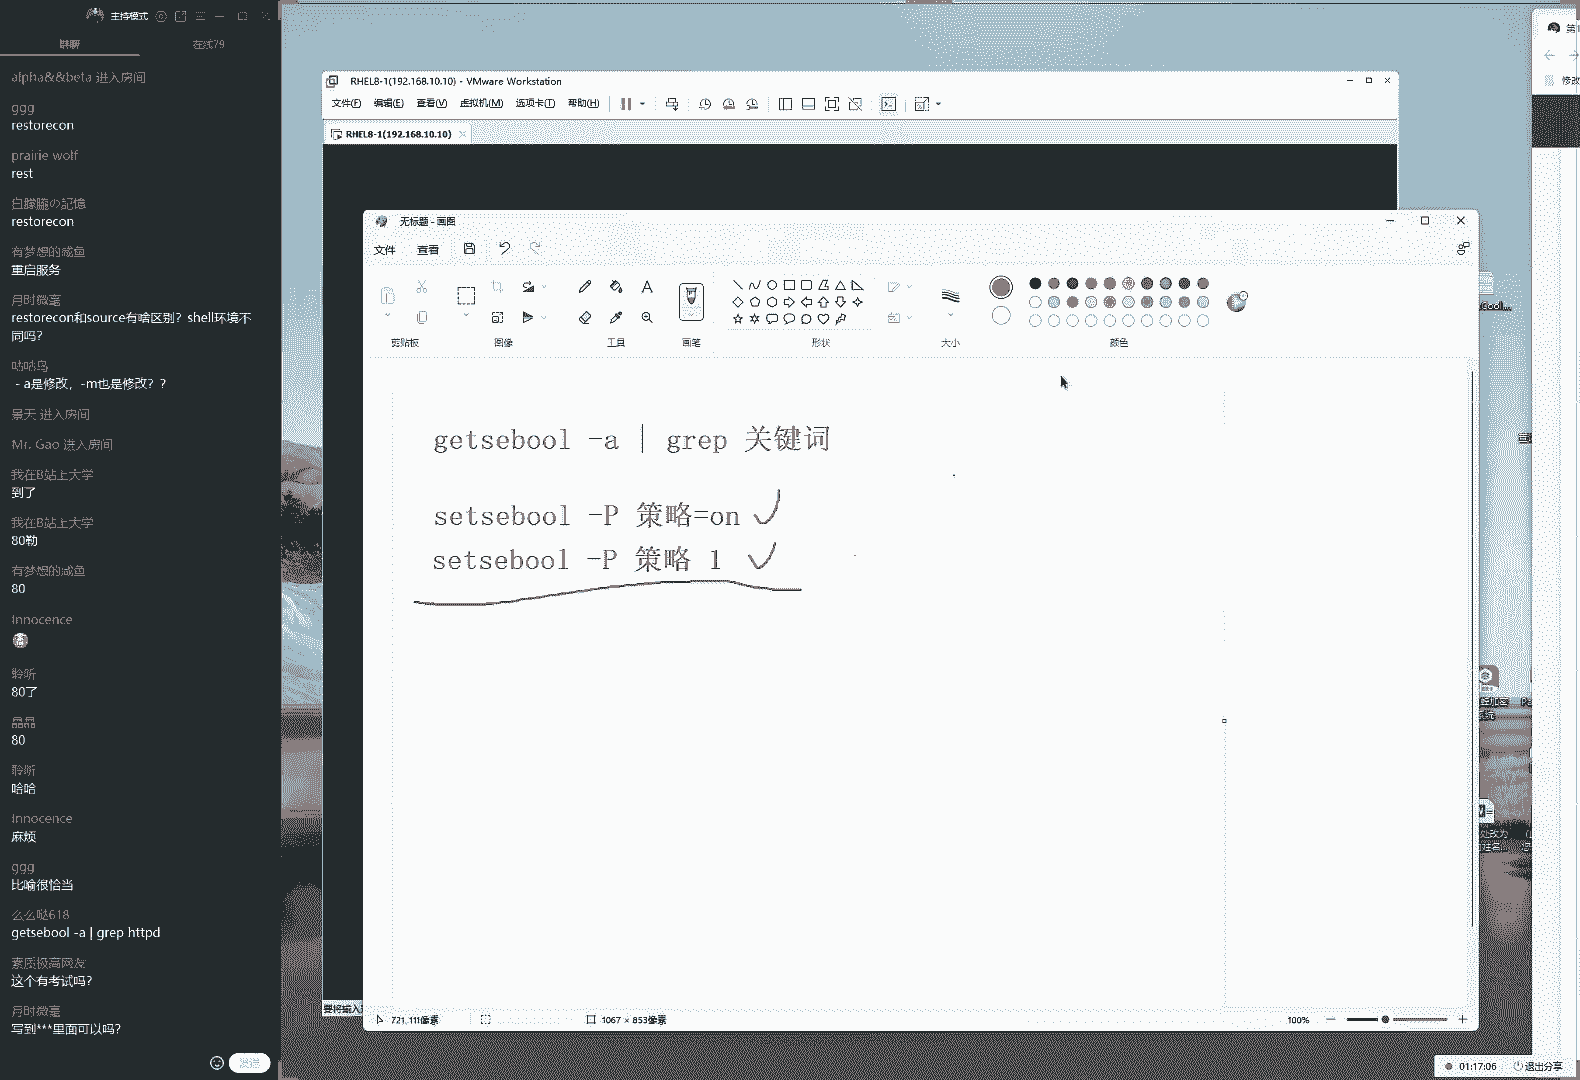 主持模式
聊天
在线79
alpha&&beta 进入房间
ggg
restorecon
prairie wolf
rest
白朦朧の記憶
restorecon
有梦想的咸鱼
重启服务
月时微毫
restorecon和source有啥区别？shell环境不
同吗？
咕咕鸟
- a是修改，-m也是修改？？
景天 进入房间
Mr. Gao 进入房间
我在B站上大学
到了
我在B站上大学
80勒
有梦想的咸鱼
80
Innocence
聆听
80了
晶晶
80
聆听
哈哈
Innocence
麻烦
ggg
比喻很恰当
么么哒618
getsebool -a | grep httpd
素质极高网友
这个有考试吗？
月时微毫
写到***里面可以吗？
发送
RHEL8-1(192.168.10.10) - VMware Workstation
文件(F) 编辑(E) 查看(V) 虚拟机(M) 选项卡(T) 帮助(H)
RHEL8-1(192.168.10.10)
无标题 - 画图
文件 查看
剪贴板 图像 工具 画笔 形状 大小 颜色
getsebool -a | grep 关键词
setsebool -P 策略=on
setsebool -P 策略 1
要将输入
721, 111像素
1067 × 853像素
100%
修改
01:17:06
退出分享